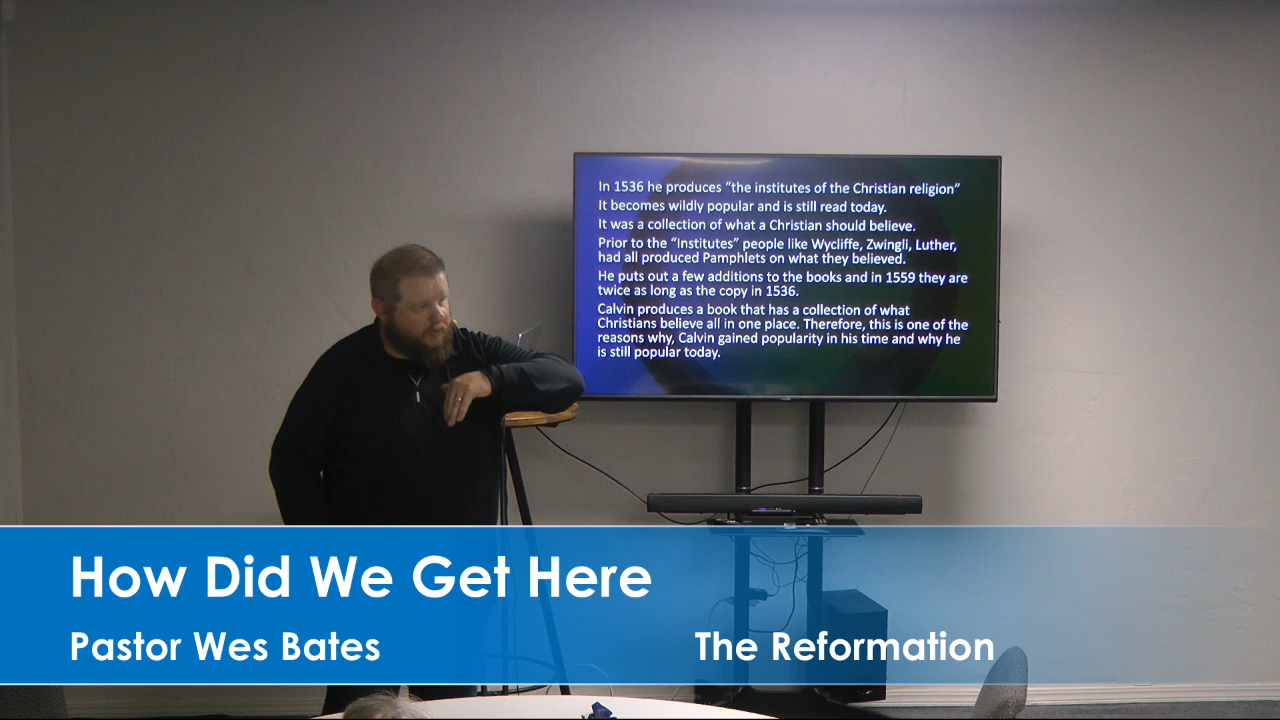 In 1536 he produces “the institutes of the Christian religion”
It becomes wildly popular and is still read today.
It was a collection of what a Christian should believe.
Prior to the “Institutes” people like Wycliffe, Zwingli, Luther,
had all produced Pamphlets on what they believed.
He puts out a few additions to the books and in 1559 they are
twice as long as the copy in 1536.
Calvin produces a book that has a collection of what
Christians believe all in one place. Therefore, this is one of the
reasons why, Calvin gained popularity in his time and why he
is still popular today.
How Did We Get Here
Pastor Wes Bates
The Reformation